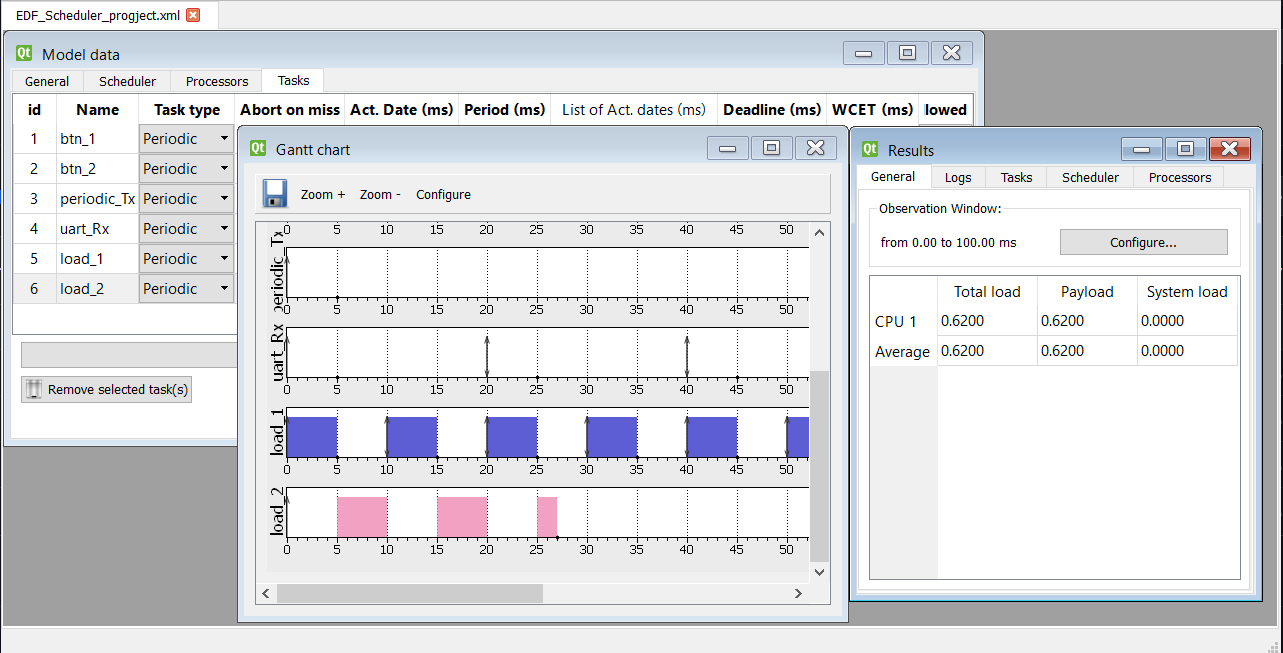 EDF_Scheduler_progject.xml
Qt Model data
General Scheduler Processors Tasks
id Name Task type Abort on miss Act. Date (ms) Period (ms) List of Act. dates (ms) Deadline (ms) WCET (ms) lowed
1 btn_1 Periodic
2 btn_2 Periodic
3 periodic_Tx Periodic
4 uart_Rx Periodic
5 load_1 Periodic
6 load_2 Periodic
Remove selected task(s)
Qt Gantt chart
Zoom + Zoom - Configure
0 5 10 15 20 25 30 35 40 45 50
periodic_Tx
0 5 10 15 20 25 30 35 40 45 50
uart_Rx
0 5 10 15 20 25 30 35 40 45 50
load_1
0 5 10 15 20 25 30 35 40 45 50
load_2
0 5 10 15 20 25 30 35 40 45 50
Qt Results
General Logs Tasks Scheduler Processors
Observation Window:
from 0.00 to 100.00 ms Configure...
Total load Payload System load
CPU 1 0.6200 0.6200 0.0000
Average 0.6200 0.6200 0.0000